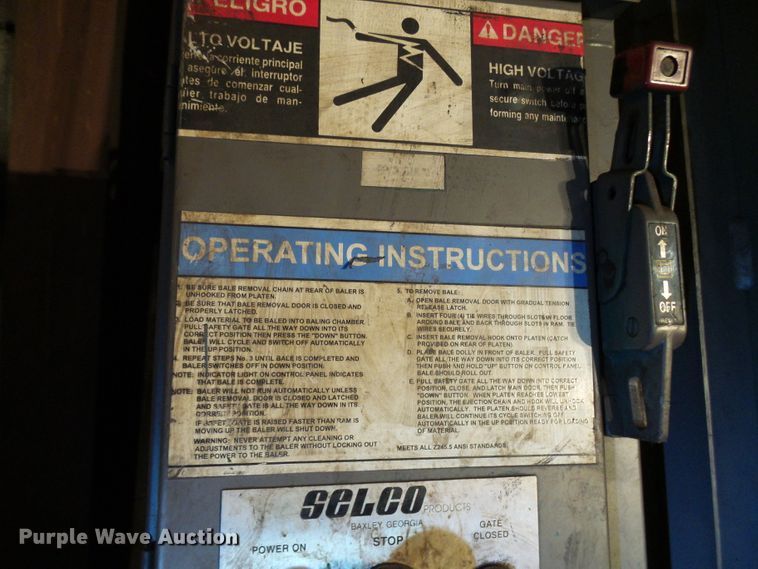 PELIGRO
ALTO VOLTAJE
corriente principal
asegure el interruptor
antes de comenzar cual-
quier trabajo de man-
tenimiento.
DANGER
HIGH VOLTAGE
Turn main power off
secure switch before
forming any maintenance
ON
OFF
OPERATING INSTRUCTIONS
1. BE SURE BALE REMOVAL CHAIN AT REAR OF BALER IS
UNHOOKED FROM PLATEN.
2. BE SURE THAT BALE REMOVAL DOOR IS CLOSED AND
PROPERLY LATCHED.
3. LOAD MATERIAL TO BE BALED INTO BALING CHAMBER.
PULL SAFETY GATE ALL THE WAY DOWN INTO ITS
CORRECT POSITION THEN PRESS THE "DOWN" BUTTON.
BALER WILL CYCLE AND SWITCH OFF AUTOMATICALLY
IN THE UP POSITION.
4. REPEAT STEPS No. 3 UNTIL BALE IS COMPLETED AND
BALER SWITCHES OFF IN DOWN POSITION.
NOTE: INDICATOR LIGHT ON CONTROL PANEL INDICATES
THAT BALE IS COMPLETE.
NOTE: BALER WILL NOT RUN AUTOMATICALLY UNLESS
BALE REMOVAL DOOR IS CLOSED AND LATCHED
AND SAFETY GATE IS ALL THE WAY DOWN IN ITS
CORRECT POSITION.
IF SAFETY GATE IS RAISED FASTER THAN RAM IS
MOVING UP THE BALER WILL SHUT DOWN.
WARNING: NEVER ATTEMPT ANY CLEANING OR
ADJUSTMENTS TO THE BALER WITHOUT LOCKING OUT
THE POWER TO THE BALER.
5. TO REMOVE BALE:
A. OPEN BALE REMOVAL DOOR WITH GRADUAL TENSION
RELEASE LATCH.
B. INSERT FOUR (4) TIE WIRES THROUGH SLOTS IN FLOOR
AROUND BALE AND BACK THROUGH SLOTS IN RAM. TIE
WIRES SECURELY.
C. INSERT BALE REMOVAL HOOK ONTO PLATEN (CATCH
PROVIDED ON REAR OF PLATEN).
D. PLACE BALE DOLLY IN FRONT OF BALER. PULL SAFETY
GATE ALL THE WAY DOWN INTO ITS CORRECT POSITION
THEN PUSH AND HOLD "UP" BUTTON ON CONTROL PANEL
BALE SHOULD ROLL OUT.
E. PULL SAFETY GATE ALL THE WAY DOWN INTO CORRECT
POSITION, CLOSE, AND LATCH MAIN DOOR, THEN PUSH
"DOWN" BUTTON. WHEN PLATEN REACHES LOWEST
POSITION, THE EJECTION CHAIN AND HOOK WILL UN-HOOK
AUTOMATICALLY. THE PLATEN SHOULD REVERSE AND
BALER WILL CONTINUE ITS CYCLE SWITCHING OFF
AUTOMATICALLY IN THE UP POSITION READY FOR LOADING
OF MATERIAL.
MEETS ALL Z245.5 ANSI STANDARDS.
SELCO PRODUCTS
BAXLEY GEORGIA
POWER ON
STOP
GATE
CLOSED
Purple Wave Auction